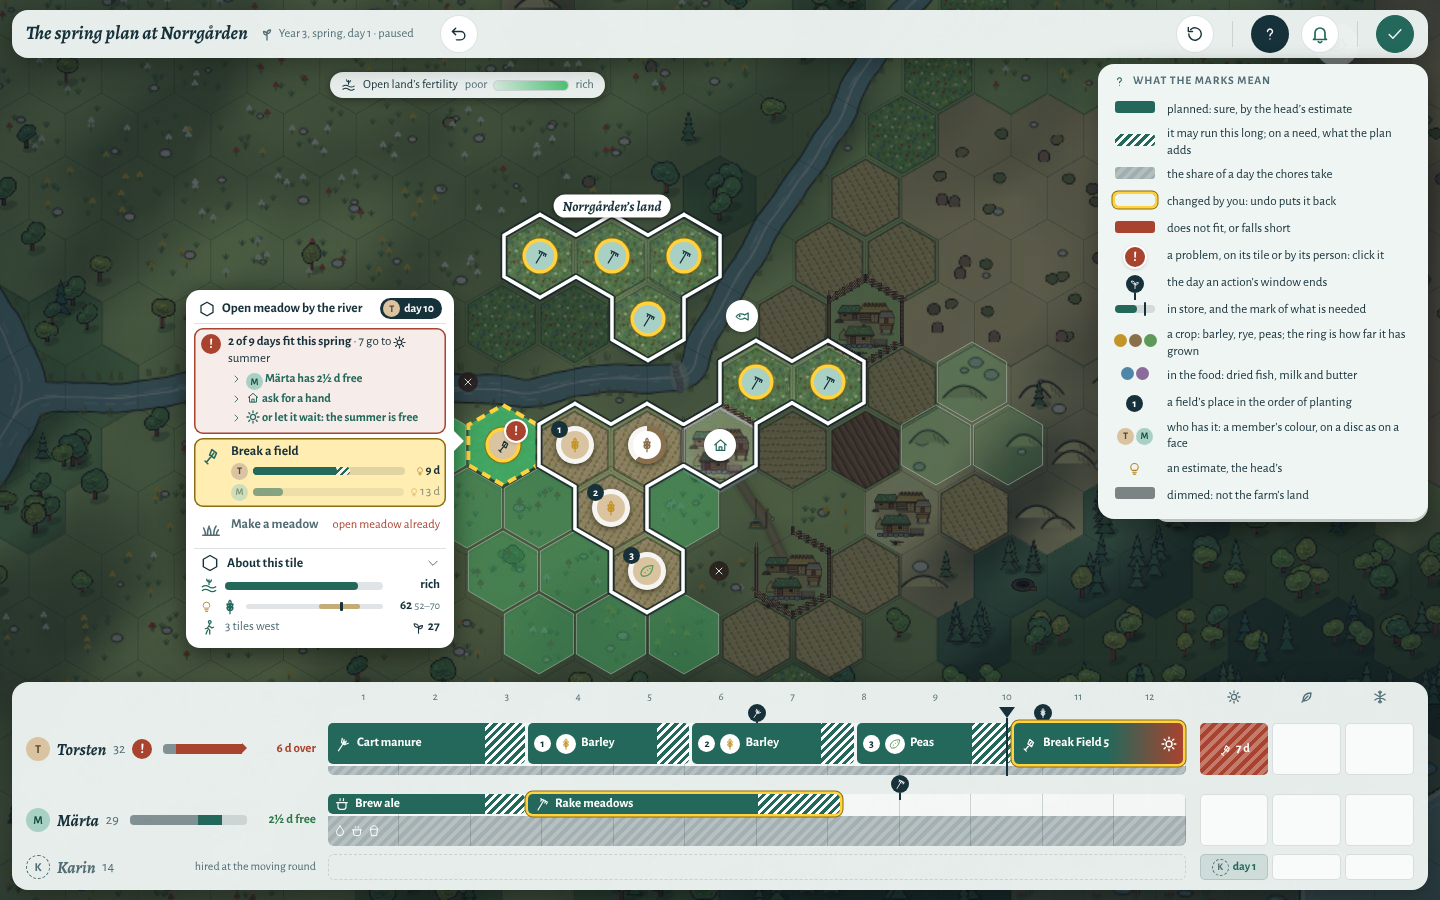 The spring plan at Norrgården
Year 3, spring, day 1 · paused
?
Open land's fertility poor rich
? WHAT THE MARKS MEAN
planned: sure, by the head's estimate
it may run this long; on a need, what the plan
adds
the share of a day the chores take
changed by you: undo puts it back
does not fit, or falls short
! a problem, on its tile or by its person: click it
the day an action's window ends
in store, and the mark of what is needed
a crop: barley, rye, peas; the ring is how far it has
grown
in the food: dried fish, milk and butter
1 a field's place in the order of planting
T M who has it: a member's colour, on a disc as on a
face
an estimate, the head's
dimmed: not the farm's land
Norrgården's land
Open meadow by the river T day 10
! 2 of 9 days fit this spring · 7 go to
summer
M Märta has 2½ d free
ask for a hand
or let it wait: the summer is free
Break a field
T 9 d
M 13 d
Make a meadow open meadow already
About this tile
rich
62 52–70
3 tiles west 27
!
1
2
3
1 2 3 4 5 6 7 8 9 10 11 12
T Torsten 32 ! 6 d over
Cart manure 1 Barley 2 Barley 3 Peas Break Field 5 7 d
M Märta 29 2½ d free
Brew ale Rake meadows
K Karin 14 hired at the moving round
K day 1